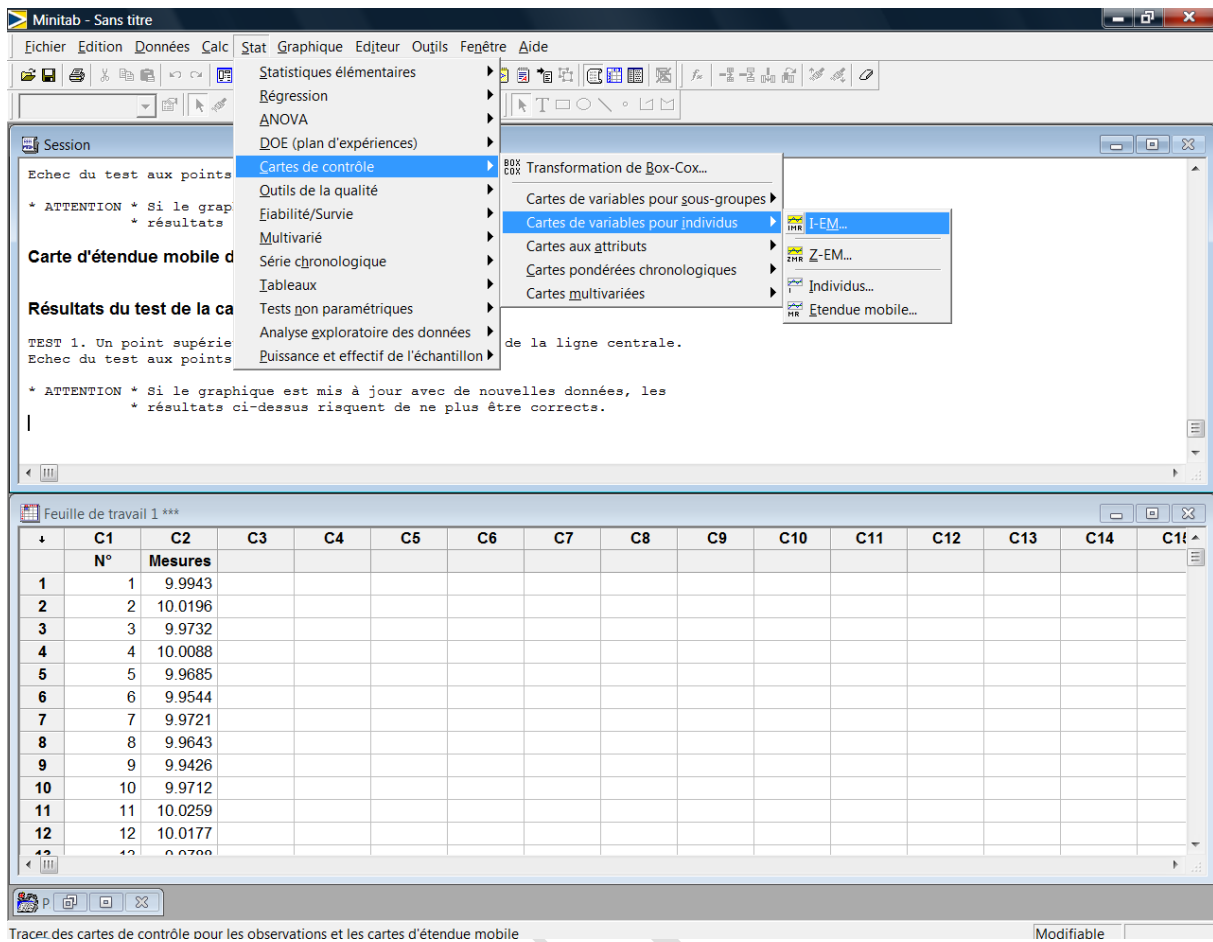 Minitab - Sans titre
Fichier Edition Données Calc Stat Graphique Editeur Outils Fenêtre Aide
Statistiques élémentaires
Régression
ANOVA
DOE (plan d'expériences)
Cartes de contrôle
Outils de la qualité
Fiabilité/Survie
Multivarié
Série chronologique
Tableaux
Tests non paramétriques
Analyse exploratoire des données
Puissance et effectif de l'échantillon
BOX COX Transformation de Box-Cox...
Cartes de variables pour sous-groupes
Cartes de variables pour individus
Cartes aux attributs
Cartes pondérées chronologiques
Cartes multivariées
IMR I-EM...
ZMR Z-EM...
I Individus...
MR Etendue mobile...
Session
Echec du test aux points
* ATTENTION * Si le grap
* résultats
Carte d'étendue mobile d
Résultats du test de la ca
TEST 1. Un point supérie de la ligne centrale.
Echec du test aux points
* ATTENTION * Si le graphique est mis à jour avec de nouvelles données, les
* résultats ci-dessus risquent de ne plus être corrects.
Feuille de travail 1 ***
C1 C2 C3 C4 C5 C6 C7 C8 C9 C10 C11 C12 C13 C14
N° Mesures
1 1 9.9943
2 2 10.0196
3 3 9.9732
4 4 10.0088
5 5 9.9685
6 6 9.9544
7 7 9.9721
8 8 9.9643
9 9 9.9426
10 10 9.9712
11 11 10.0259
12 12 10.0177
P
Tracer des cartes de contrôle pour les observations et les cartes d'étendue mobile Modifiable